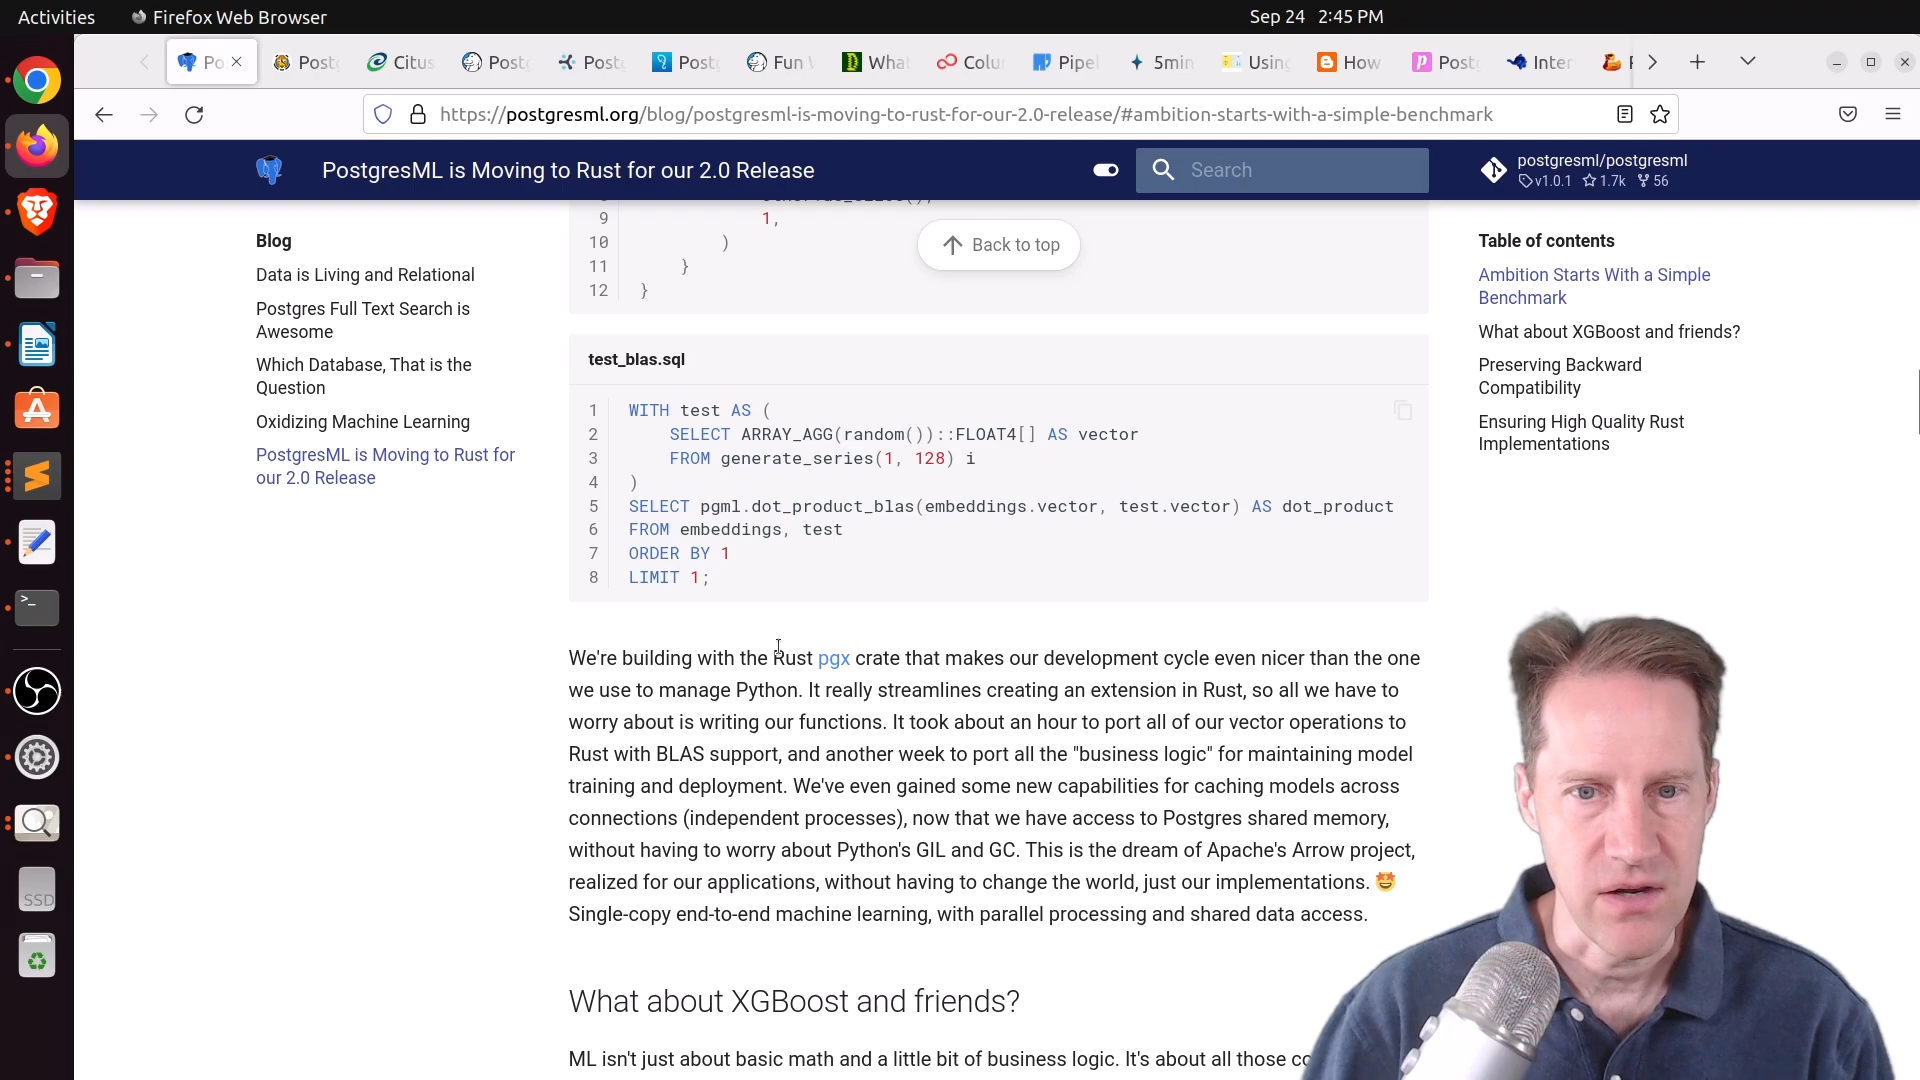 Activities
Firefox Web Browser
Sep 24 2:45 PM
Po
Post
Citus
Post
Post
Post
Fun
What
Colu
Pipel
5min
Using
How
Post
Inter
https://postgresml.org/blog/postgresml-is-moving-to-rust-for-our-2.0-release/#ambition-starts-with-a-simple-benchmark
PostgresML is Moving to Rust for our 2.0 Release
Search
postgresml/postgresml
v1.0.1 1.7k 56
Blog
Data is Living and Relational
Postgres Full Text Search is
Awesome
Which Database, That is the
Question
Oxidizing Machine Learning
PostgresML is Moving to Rust for
our 2.0 Release
9 1,
10 )
11 }
12 }
Back to top
test_blas.sql
1 WITH test AS (
2 SELECT ARRAY_AGG(random())::FLOAT4[] AS vector
3 FROM generate_series(1, 128) i
4 )
5 SELECT pgml.dot_product_blas(embeddings.vector, test.vector) AS dot_product
6 FROM embeddings, test
7 ORDER BY 1
8 LIMIT 1;
We're building with the Rust pgx crate that makes our development cycle even nicer than the one
we use to manage Python. It really streamlines creating an extension in Rust, so all we have to
worry about is writing our functions. It took about an hour to port all of our vector operations to
Rust with BLAS support, and another week to port all the "business logic" for maintaining model
training and deployment. We've even gained some new capabilities for caching models across
connections (independent processes), now that we have access to Postgres shared memory,
without having to worry about Python's GIL and GC. This is the dream of Apache's Arrow project,
realized for our applications, without having to change the world, just our implementations. 🤩
Single-copy end-to-end machine learning, with parallel processing and shared data access.
What about XGBoost and friends?
ML isn't just about basic math and a little bit of business logic. It's about all those
Table of contents
Ambition Starts With a Simple
Benchmark
What about XGBoost and friends?
Preserving Backward
Compatibility
Ensuring High Quality Rust
Implementations
SSD